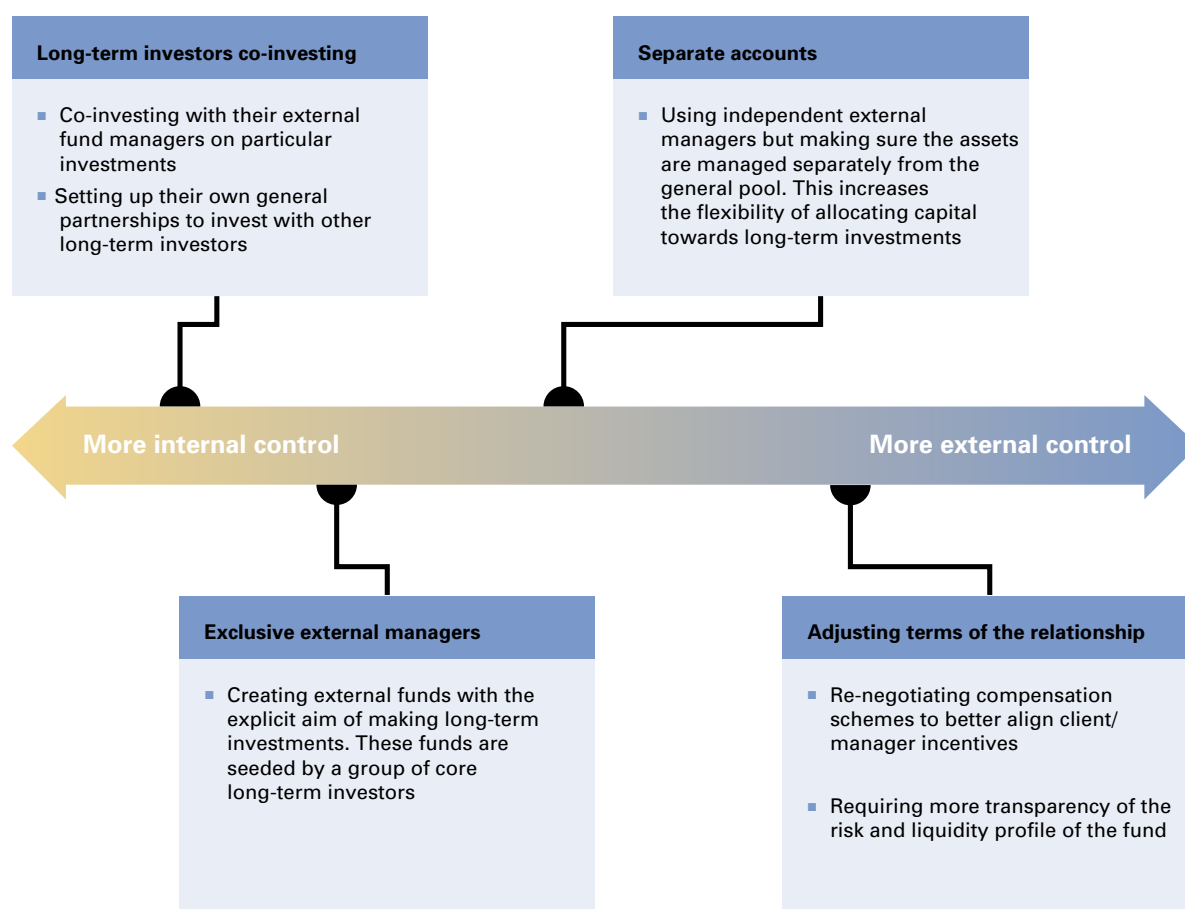 Long-term investors co-investing
Co-investing with their external
fund managers on particular
investments
Setting up their own general
partnerships to invest with other
long-term investors
Separate accounts
Using independent external
managers but making sure the assets
are managed separately from the
general pool. This increases
the flexibility of allocating capital
towards long-term investments
More internal control
More external control
Exclusive external managers
Creating external funds with the
explicit aim of making long-term
investments. These funds are
seeded by a group of core
long-term investors
Adjusting terms of the relationship
Re-negotiating compensation
schemes to better align client/
manager incentives
Requiring more transparency of the
risk and liquidity profile of the fund